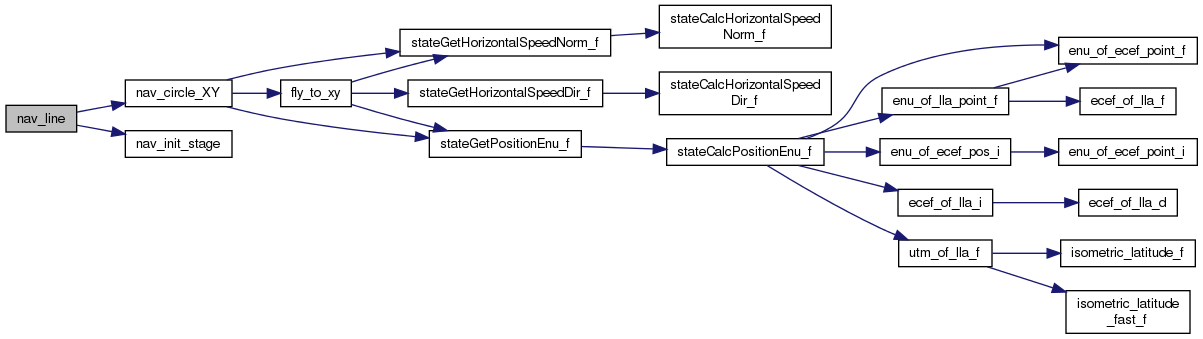 nav_line
nav_circle_XY
nav_init_stage
fly_to_xy
stateGetHorizontalSpeedNorm_f
stateGetHorizontalSpeedDir_f
stateGetPositionEnu_f
stateCalcHorizontalSpeed
Norm_f
stateCalcHorizontalSpeed
Dir_f
stateCalcPositionEnu_f
enu_of_lla_point_f
enu_of_ecef_pos_i
ecef_of_lla_i
utm_of_lla_f
enu_of_ecef_point_f
ecef_of_lla_f
enu_of_ecef_point_i
ecef_of_lla_d
isometric_latitude_f
isometric_latitude
_fast_f